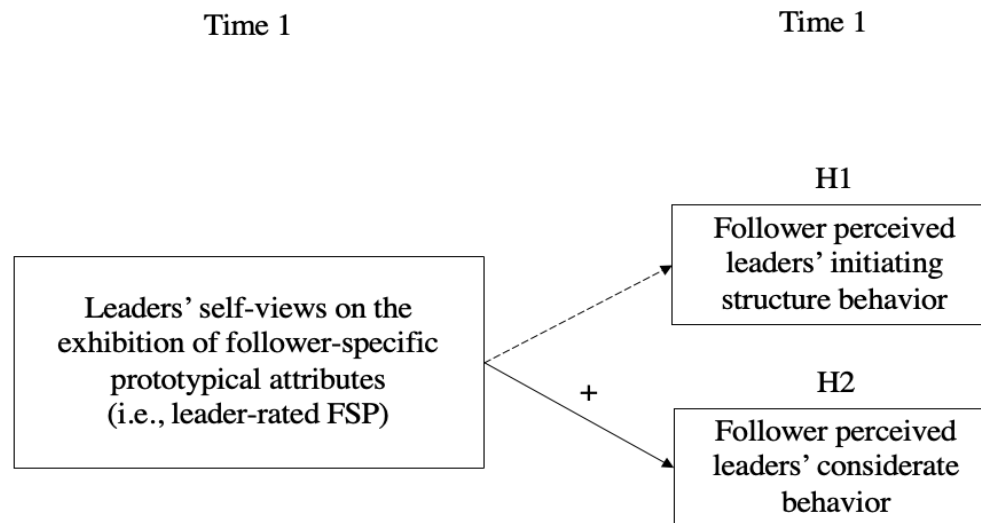 Time 1
Time 1
H1
Follower perceived
leaders’ initiating
structure behavior
Leaders’ self-views on the
exhibition of follower-specific
prototypical attributes
(i.e., leader-rated FSP)
+
H2
Follower perceived
leaders’ considerate
behavior